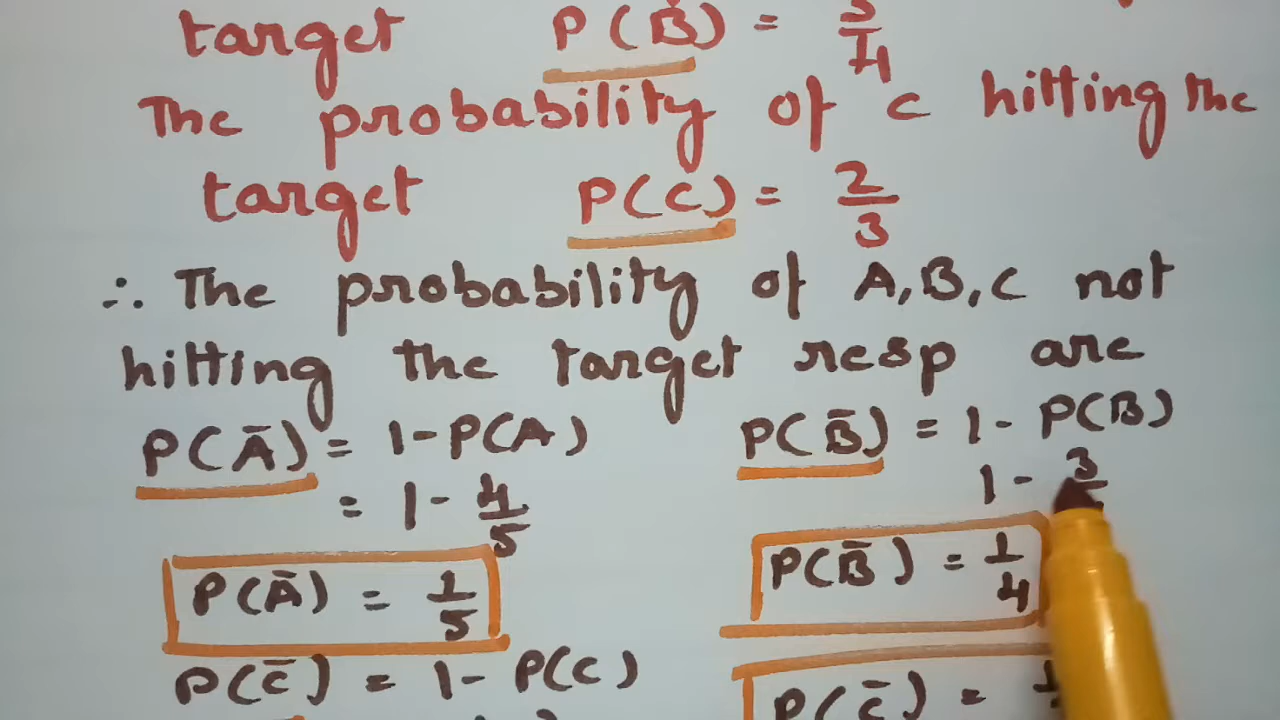 target P(B̄) = 3/4
The probability of c hitting the
target P(C) = 2/3
∴ The probability of A, B, C not
hitting the target resp are
P(Ā) = 1-P(A) P(B̄) = 1- P(B)
= 1- 4/5 1- 3
P(Ā) = 1/5 P(B̄) = 1/4
P(c̄) = 1- P(c) P(c̄) =